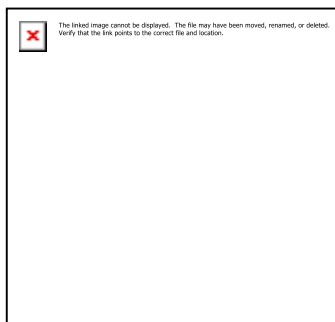 The linked image cannot be displayed.  The file may have been moved, renamed, or deleted.
Verify that the link points to the correct file and location.